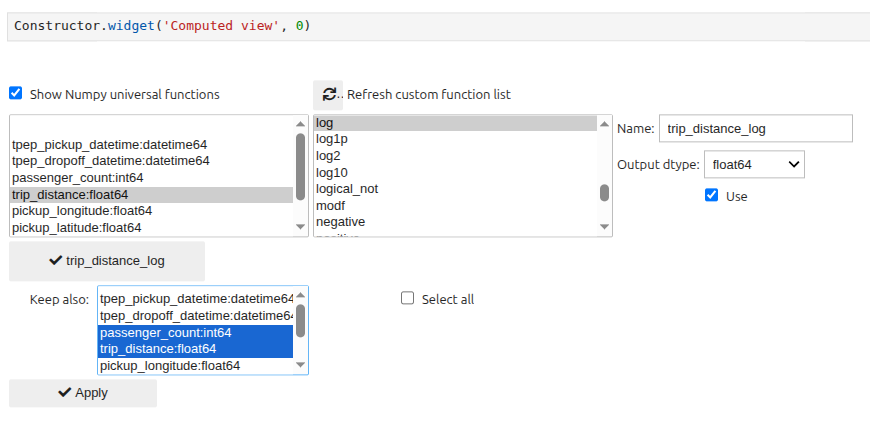 Constructor.widget('Computed view', 0)
Show Numpy universal functions
.. Refresh custom function list
tpep_pickup_datetime:datetime64
tpep_dropoff_datetime:datetime64
passenger_count:int64
trip_distance:float64
pickup_longitude:float64
pickup_latitude:float64
log
log1p
log2
log10
logical_not
modf
negative
Name: trip_distance_log
Output dtype: float64
Use
trip_distance_log
Keep also:
tpep_pickup_datetime:datetime64
tpep_dropoff_datetime:datetime64
passenger_count:int64
trip_distance:float64
pickup_longitude:float64
Select all
Apply